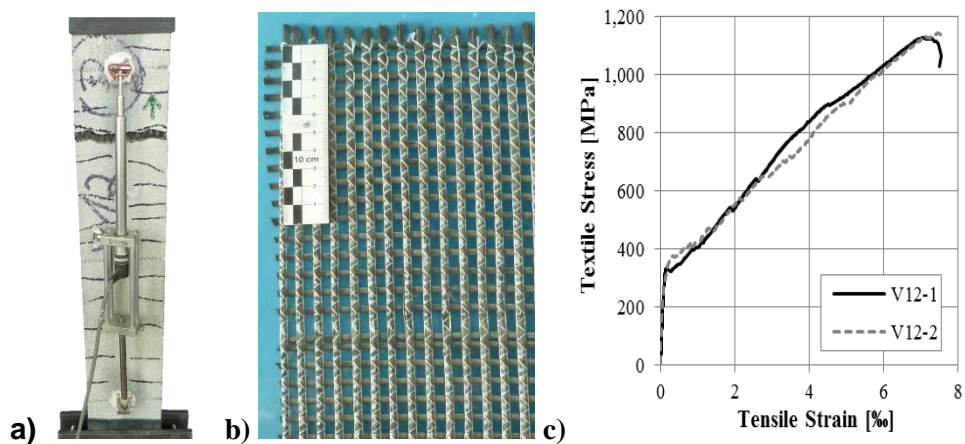 V12
a)
10 cm
b)
1,200
1,000
800
600
400
200
0
Textile Stress [MPa]
V12-1
V12-2
0
2
4
6
8
Tensile Strain [‰]
c)